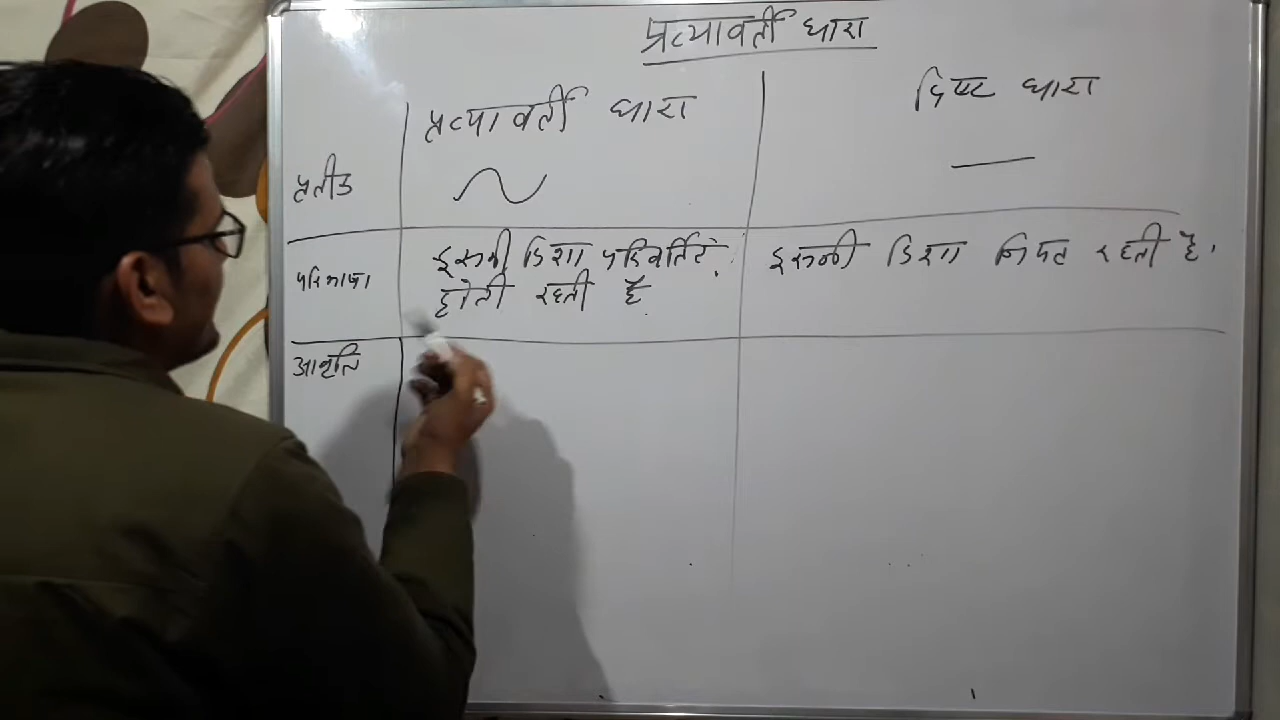 प्रत्यावर्ती धारा
प्रत्यावर्ती धारा
दिष्ट धारा
प्रतीक
परिभाषा
इसकी दिशा परिवर्तित
होती रहती है.
इसकी दिशा नियत रहती है.
आवृति